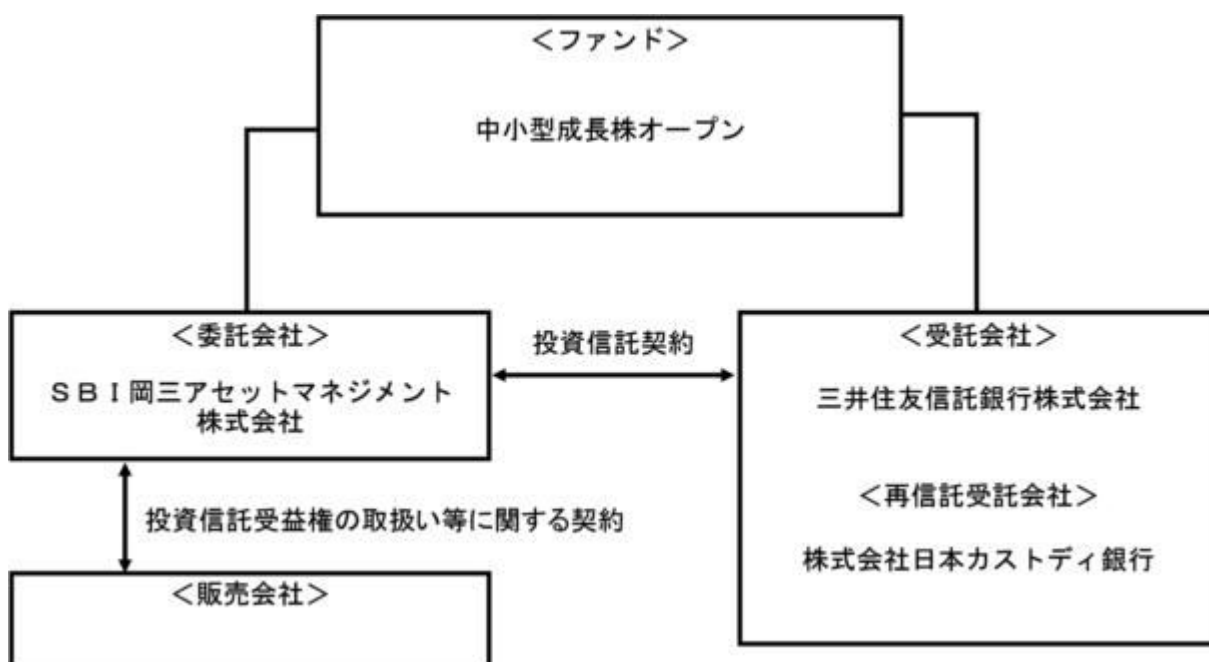 ＜ファンド＞
中小型成長株オープン
＜委託会社＞
ＳＢＩ岡三アセットマネジメント
株式会社
投資信託契約
＜受託会社＞
三井住友信託銀行株式会社
＜再信託受託会社＞
株式会社日本カストディ銀行
投資信託受益権の取扱い等に関する契約
＜販売会社＞